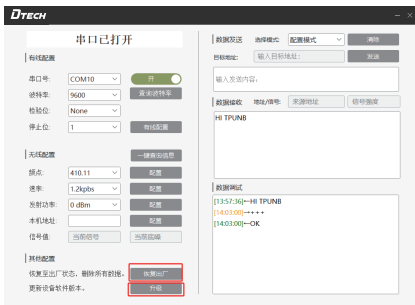 DTECH
串口已打开
有线配置
串口号: COM10 开
波特率: 9600 查询波特率
检验位: None
停止位: 1 有线配置
无线配置 一键查询信息
频点: 410.11 配置
速率: 1.2kpbs 配置
发射功率: 0 dBm 配置
本机地址: 配置
信号值: 当前信号 当前底噪
其他配置
恢复至出厂状态，删除所有数据。 恢复出厂
更新设备软件版本。 升级
数据发送 选择模式: 配置模式 清除
目标地址: 输入目标地址: 发送
输入发送内容:
数据接收 地址/信号: 来源地址 信号强度
HI TPUNB
数据调试
[13:57:36]←HI TPUNB
[14:03:00]→+++
[14:03:00]←OK